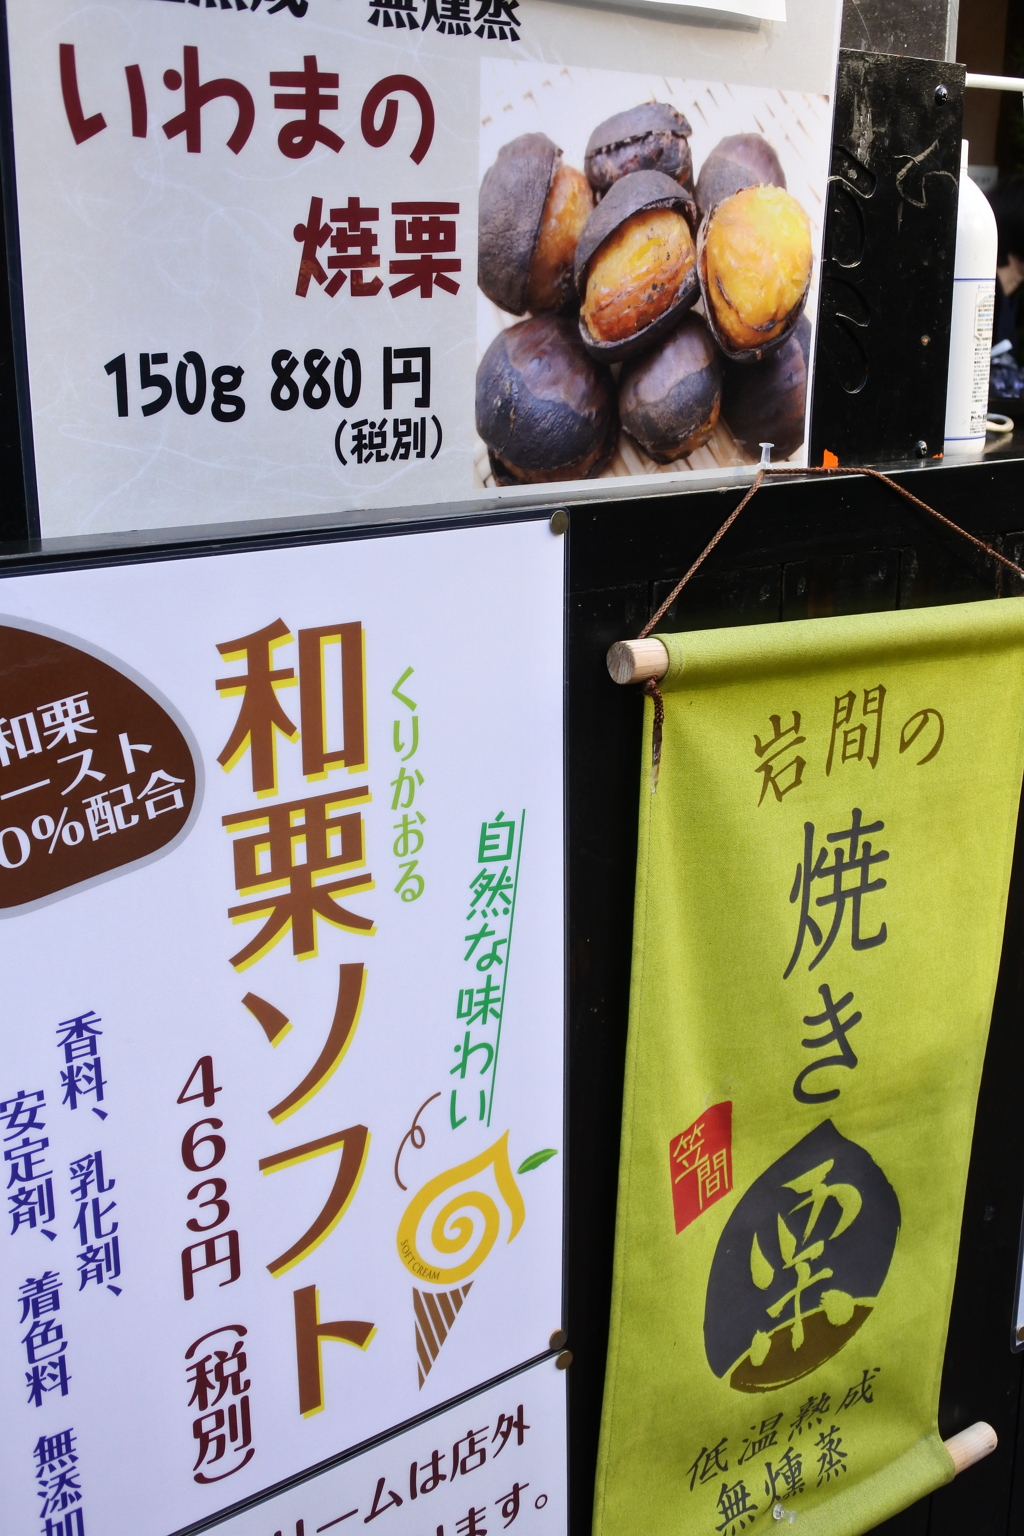 無燻蒸
いわまの
焼栗
150g 880円
(税別)
和栗
ースト
0%配合
くりかおる
和栗ソフト
自然な味わい
SOFT CREAM
463円(税別)
香料、乳化剤、
安定剤、着色料 無添加
ームは店外
ます。
岩間の
焼き
栗
笠間
低温熟成
無燻蒸